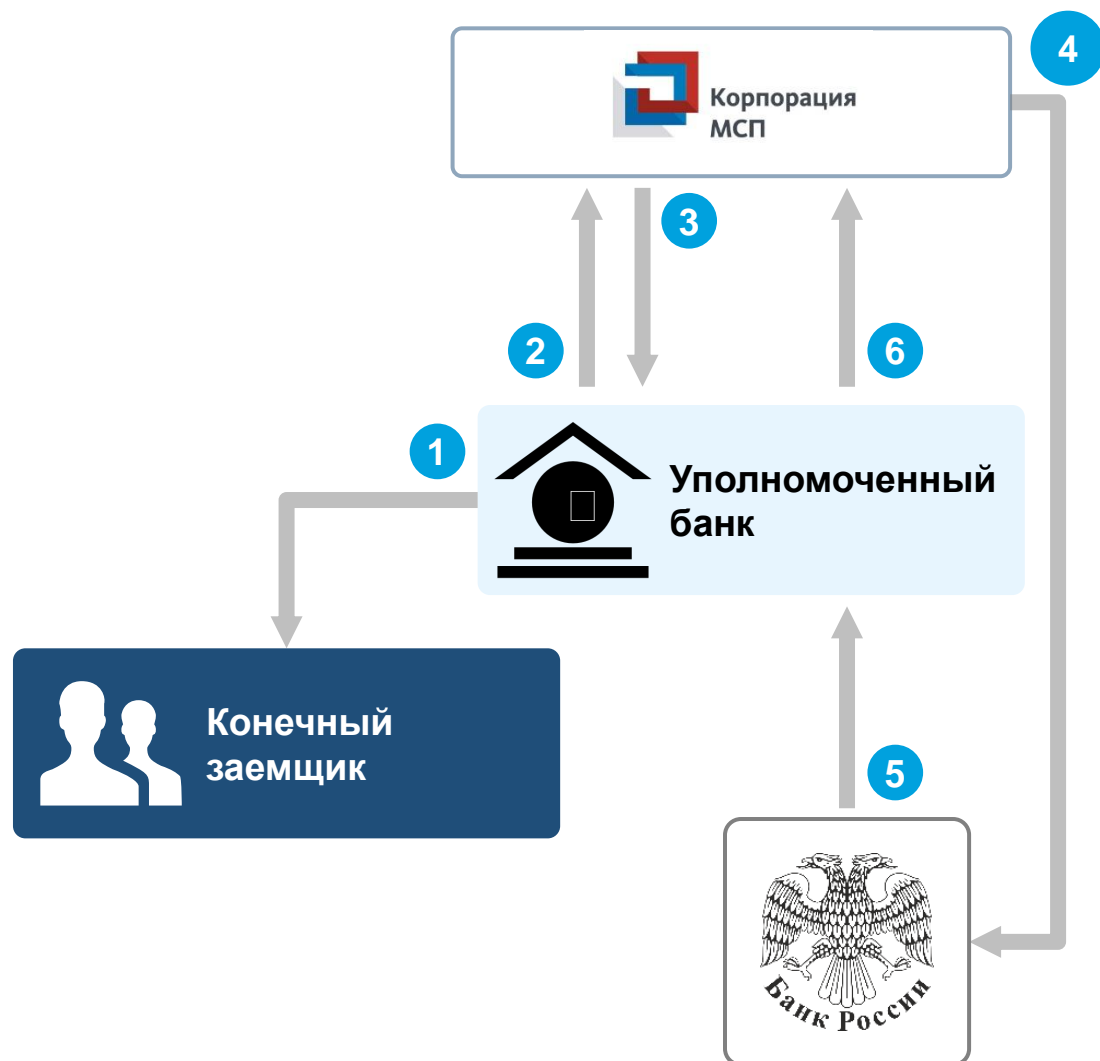 4
Корпорация
МСП
3
2
6
1
Уполномоченный
банк
Конечный
заемщик
5
Банк России